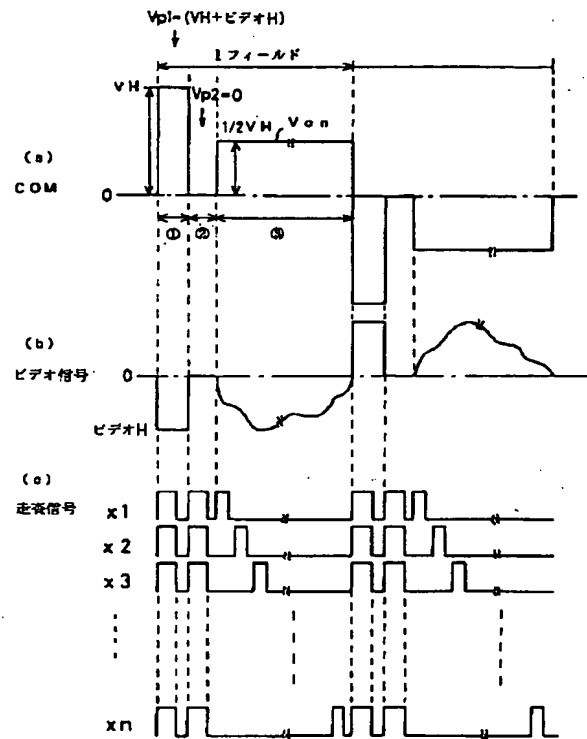 Vp1=(VH+ビデオH)
1フィールド
VH
Vp2=0
1/2VH
Von
(a)
COM
0
① ② ③
(b)
ビデオ信号
0
ビデオH
(c)
走査信号
x1
x2
x3
xn